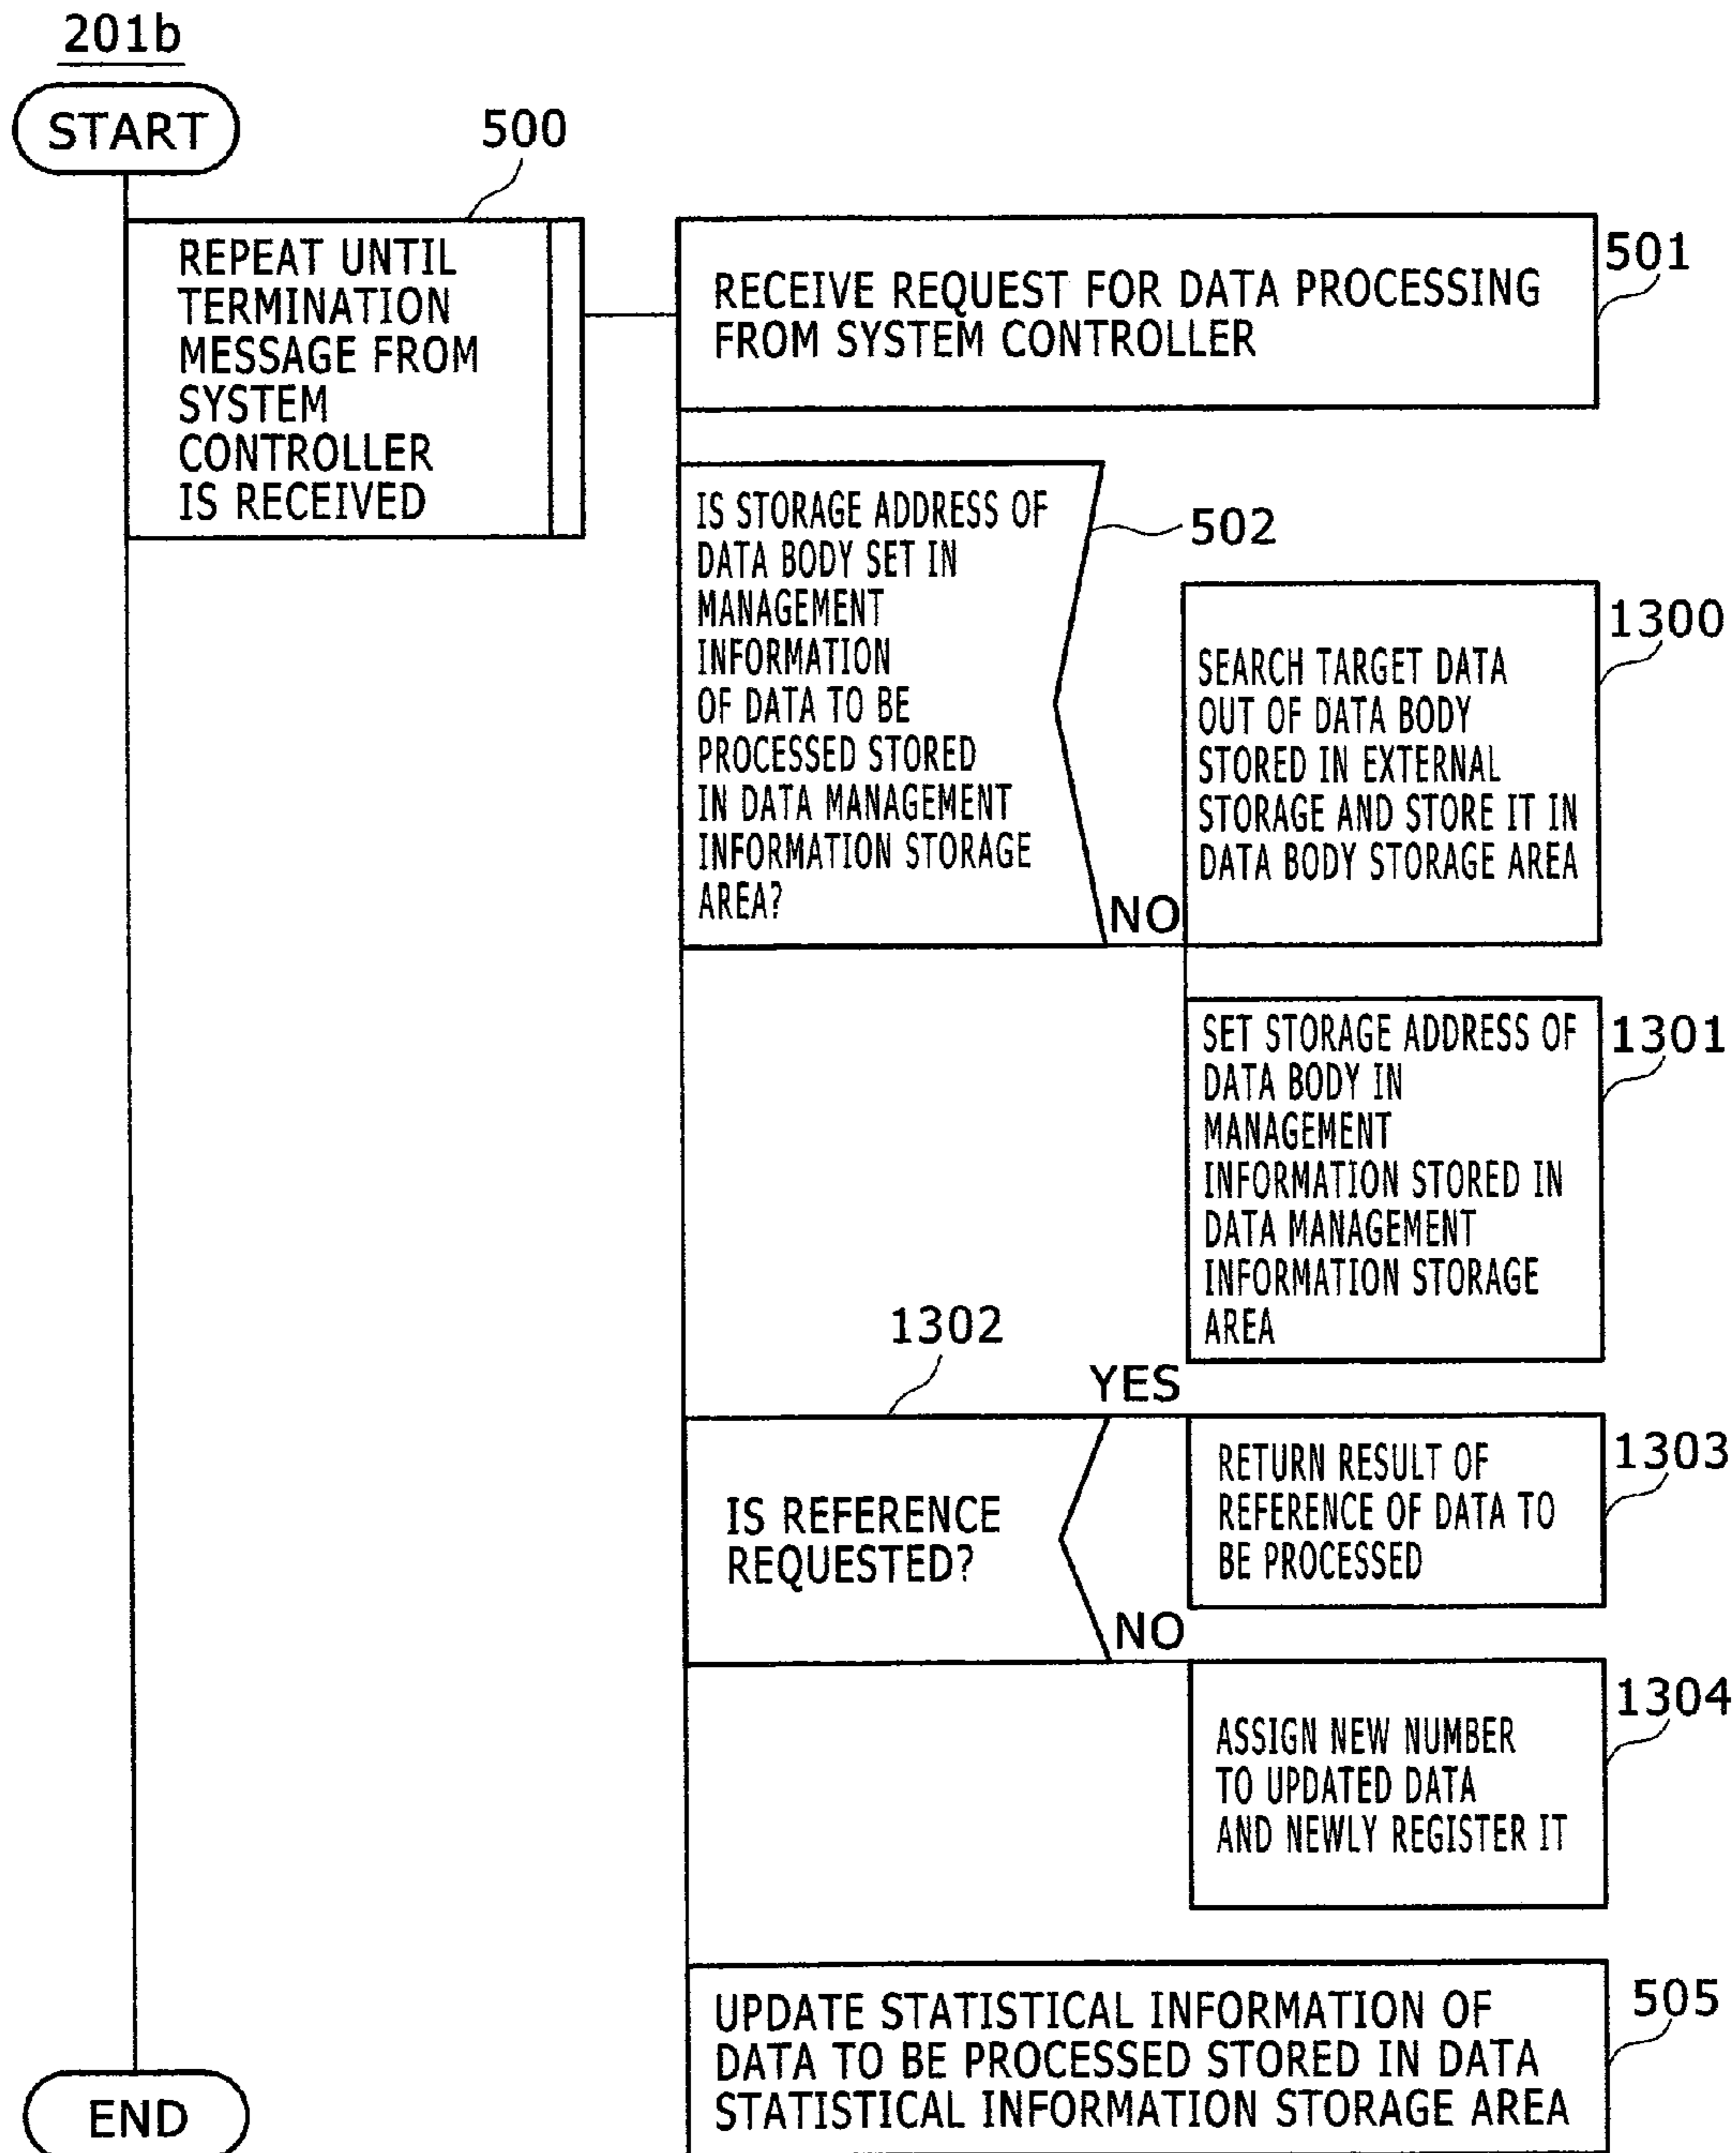 201b
START
500
REPEAT UNTIL
TERMINATION
MESSAGE FROM
SYSTEM
CONTROLLER
IS RECEIVED
RECEIVE REQUEST FOR DATA PROCESSING
FROM SYSTEM CONTROLLER
501
IS STORAGE ADDRESS OF
DATA BODY SET IN
MANAGEMENT
INFORMATION
OF DATA TO BE
PROCESSED STORED
IN DATA MANAGEMENT
INFORMATION STORAGE
AREA?
502
NO
SEARCH TARGET DATA
OUT OF DATA BODY
STORED IN EXTERNAL
STORAGE AND STORE IT IN
DATA BODY STORAGE AREA
1300
SET STORAGE ADDRESS OF
DATA BODY IN
MANAGEMENT
INFORMATION STORED IN
DATA MANAGEMENT
INFORMATION STORAGE
AREA
1301
1302
IS REFERENCE
REQUESTED?
YES
RETURN RESULT OF
REFERENCE OF DATA TO
BE PROCESSED
1303
NO
ASSIGN NEW NUMBER
TO UPDATED DATA
AND NEWLY REGISTER IT
1304
UPDATE STATISTICAL INFORMATION OF
DATA TO BE PROCESSED STORED IN DATA
STATISTICAL INFORMATION STORAGE AREA
505
END